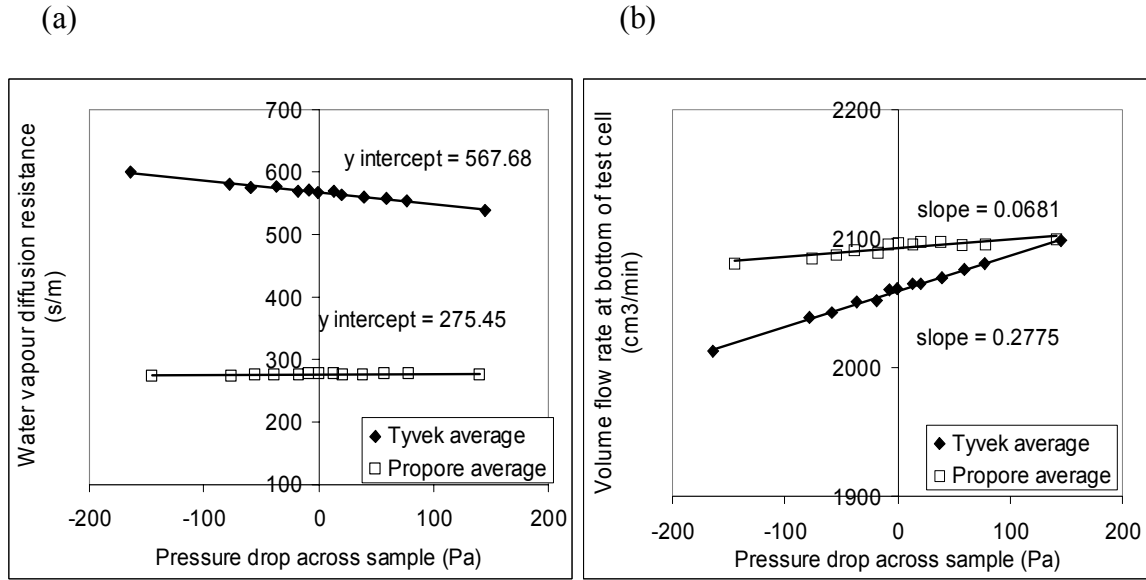 (a)
700
600
500
400
300
200
100
-200
-100
0
100
200
Water vapour diffusion resistance
(s/m)
Pressure drop across sample (Pa)
y intercept = 567.68
y intercept = 275.45
Tyvek average
Propore average
(b)
2200
2100
2000
1900
-200
-100
0
100
200
Volume flow rate at bottom of test cell
(cm3/min)
Pressure drop across sample (Pa)
slope = 0.0681
slope = 0.2775
Tyvek average
Propore average